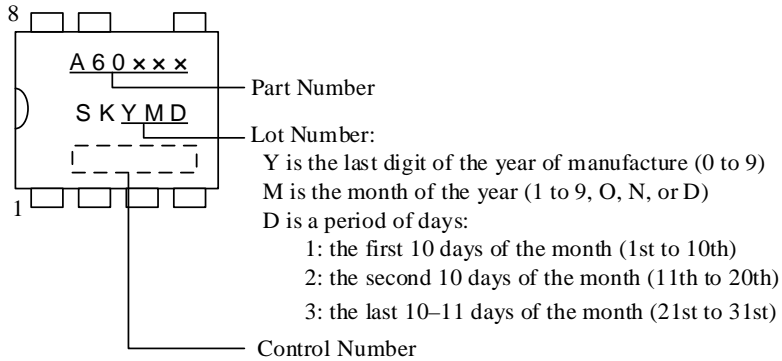 8
A 6 0 × × ×
Part Number
S K Y M D
Lot Number:
Y is the last digit of the year of manufacture (0 to 9)
M is the month of the year (1 to 9, O, N, or D)
D is a period of days:
1: the first 10 days of the month (1st to 10th)
2: the second 10 days of the month (11th to 20th)
3: the last 10–11 days of the month (21st to 31st)
1
Control Number